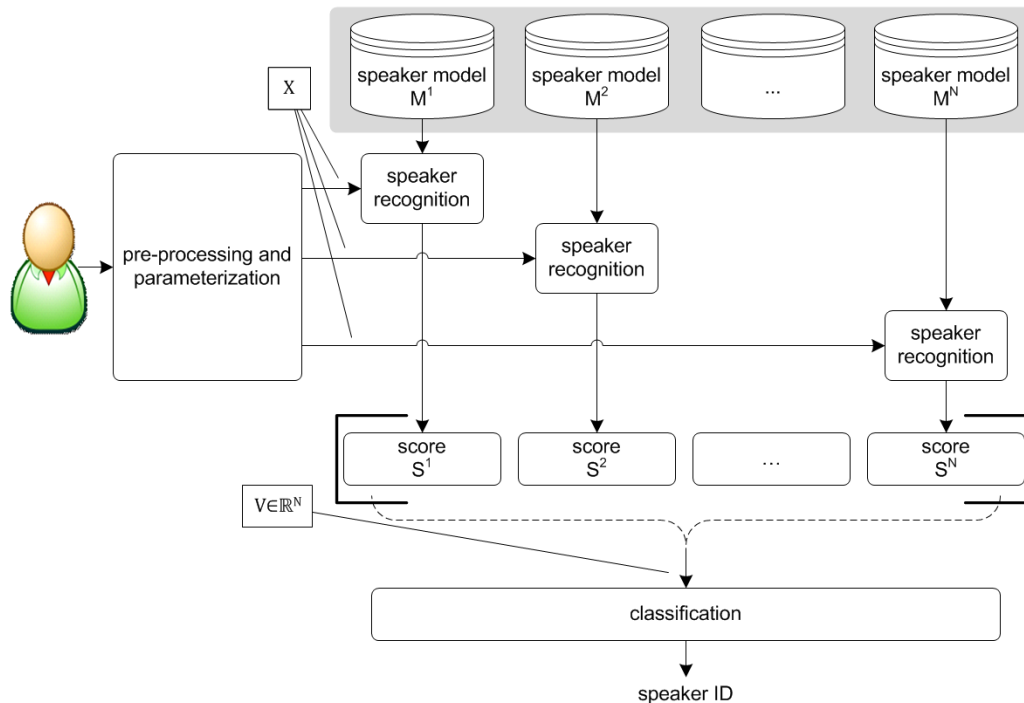 speaker model
M¹
speaker model
M²
...
speaker model
Mᴺ
X
speaker
recognition
pre-processing and
parameterization
speaker
recognition
speaker
recognition
score
S¹
score
S²
...
score
Sᴺ
V∈ℝᴺ
classification
speaker ID